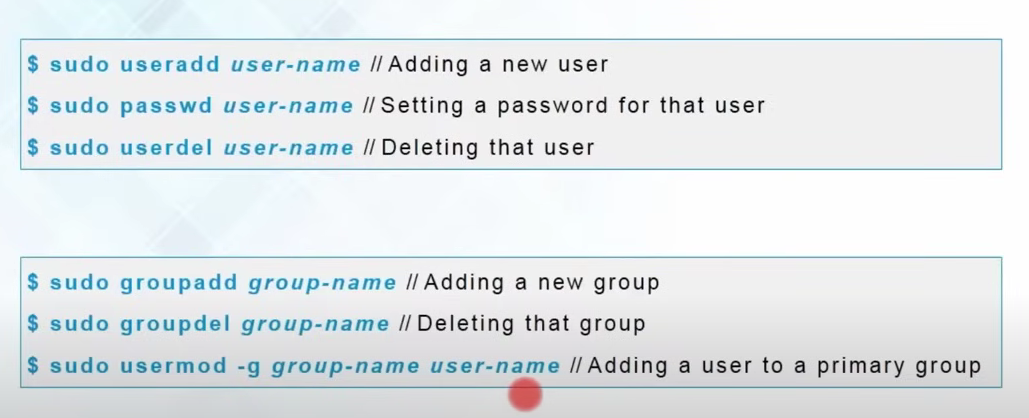 $ sudo useradd user-name // Adding a new user
$ sudo passwd user-name // Setting a password for that user
$ sudo userdel user-name // Deleting that user
$ sudo groupadd group-name // Adding a new group
$ sudo groupdel group-name // Deleting that group
$ sudo usermod -g group-name user-name // Adding a user to a primary group